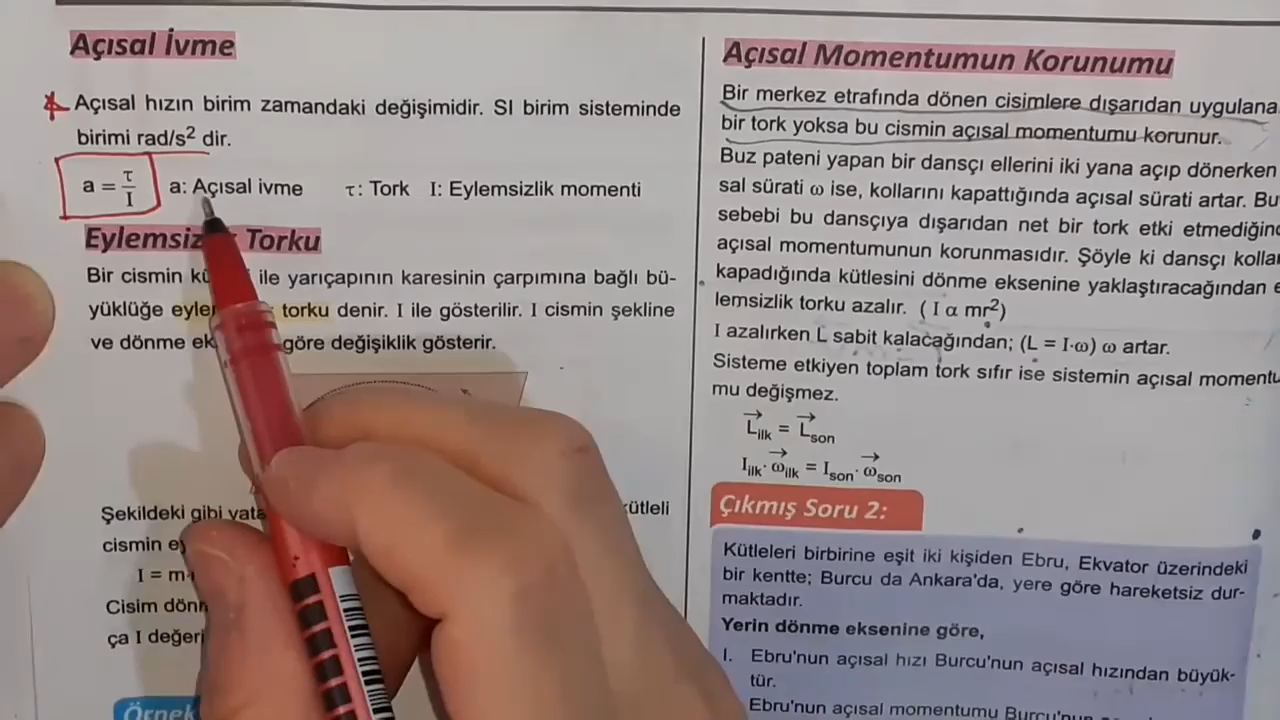 Açısal İvme
Açısal hızın birim zamandaki değişimidir. SI birim sisteminde
birimi rad/s² dir.
a = τ/I a: Açısal ivme τ: Tork I: Eylemsizlik momenti
Torku
Bir cismin ile yarıçapının karesinin çarpımına bağlı bü-
yüklüğe torku denir. I ile gösterilir. I cismin şekline
ve dönme göre değişiklik gösterir.
Şekildeki gibi kütleli
cismin
I = m·
Cisim
ça I
Örnek
Açısal Momentumun Korunumu
Bir merkez etrafında dönen cisimlere dışarıdan uygulana
bir tork yoksa bu cismin açısal momentumu korunur.
Buz pateni yapan bir dansçı ellerini iki yana açıp dönerken
sal sürati ω ise, kollarını kapattığında açısal sürati artar. Bu
sebebi bu dansçıya dışarıdan net bir tork etki etmediğin
açısal momentumunun korunmasıdır. Şöyle ki dansçı kolla
kapadığında kütlesini dönme eksenine yaklaştıracağından e
lemsizlik torku azalır. ( I α mr²)
I azalırken L sabit kalacağından; (L = I·ω) ω artar.
Sisteme etkiyen toplam tork sıfır ise sistemin açısal momentu
mu değişmez.
L⃗ilk = L⃗son
Iilk·ω⃗ilk = Ison·ω⃗son
Çıkmış Soru 2:
Kütleleri birbirine eşit iki kişiden Ebru, Ekvator üzerindeki
bir kentte; Burcu da Ankara'da, yere göre hareketsiz dur-
maktadır.
Yerin dönme eksenine göre,
I. Ebru'nun açısal hızı Burcu'nun açısal hızından büyük-
tür.
Ebru'nun açısal momentumu Burcu'nun